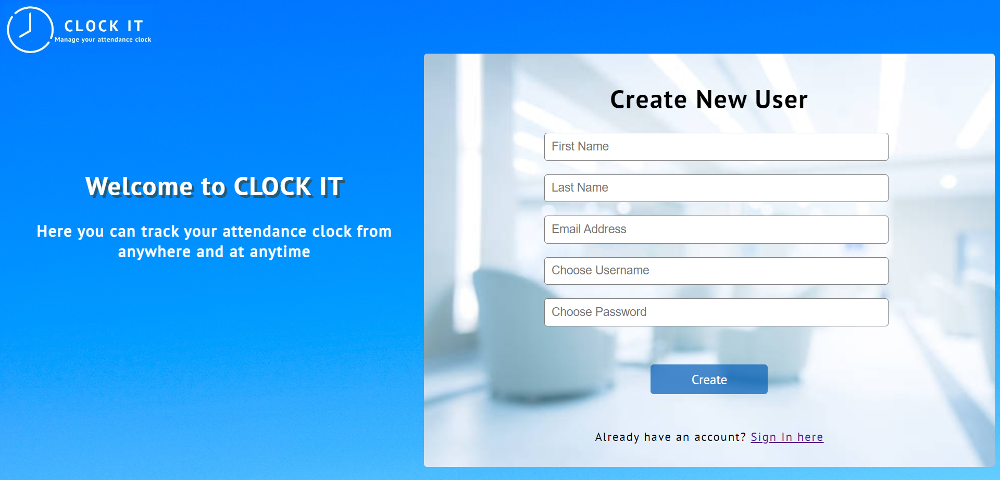 CLOCK IT
Manage your attendance clock
Welcome to CLOCK IT
Here you can track your attendance clock from
anywhere and at anytime
Create New User
First Name
Last Name
Email Address
Choose Username
Choose Password
Create
Already have an account? Sign In here